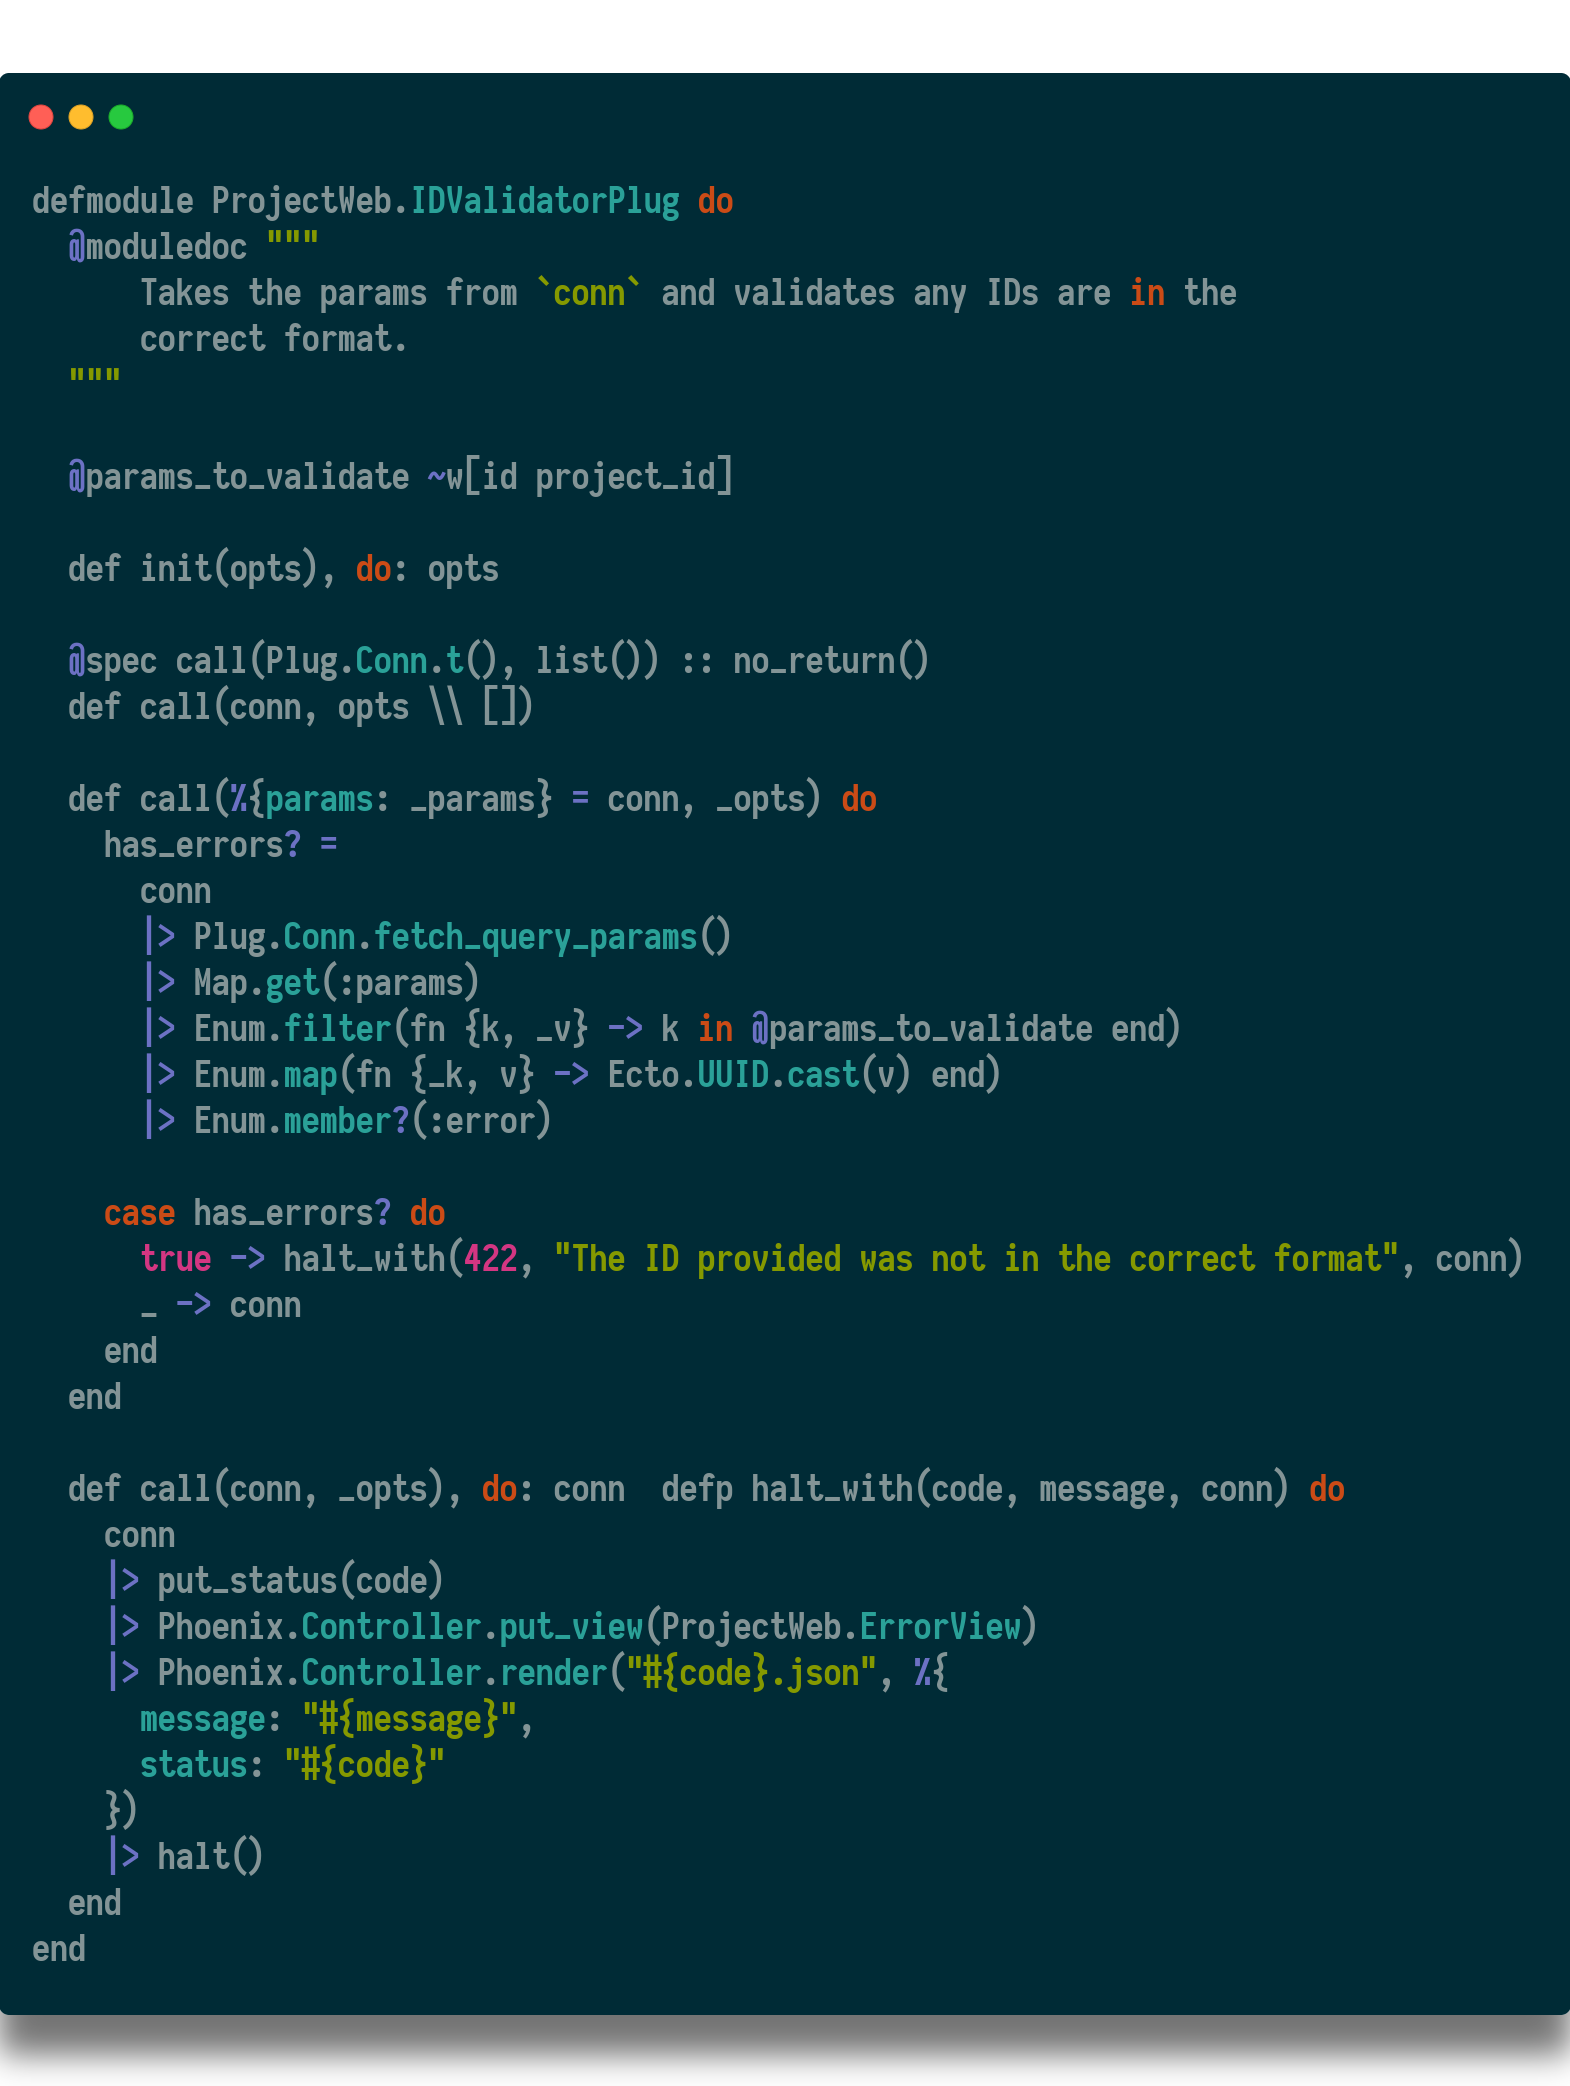 defmodule ProjectWeb.IDValidatorPlug do
  @moduledoc """
      Takes the params from `conn` and validates any IDs are in the
      correct format.
  """

  @params_to_validate ~w[id project_id]

  def init(opts), do: opts

  @spec call(Plug.Conn.t(), list()) :: no_return()
  def call(conn, opts \\ [])

  def call(%{params: _params} = conn, _opts) do
    has_errors? =
      conn
      |> Plug.Conn.fetch_query_params()
      |> Map.get(:params)
      |> Enum.filter(fn {k, _v} -> k in @params_to_validate end)
      |> Enum.map(fn {_k, v} -> Ecto.UUID.cast(v) end)
      |> Enum.member?(:error)

    case has_errors? do
      true -> halt_with(422, "The ID provided was not in the correct format", conn)
      _ -> conn
    end
  end

  def call(conn, _opts), do: conn  defp halt_with(code, message, conn) do
    conn
    |> put_status(code)
    |> Phoenix.Controller.put_view(ProjectWeb.ErrorView)
    |> Phoenix.Controller.render("#{code}.json", %{
      message: "#{message}",
      status: "#{code}"
    })
    |> halt()
  end
end